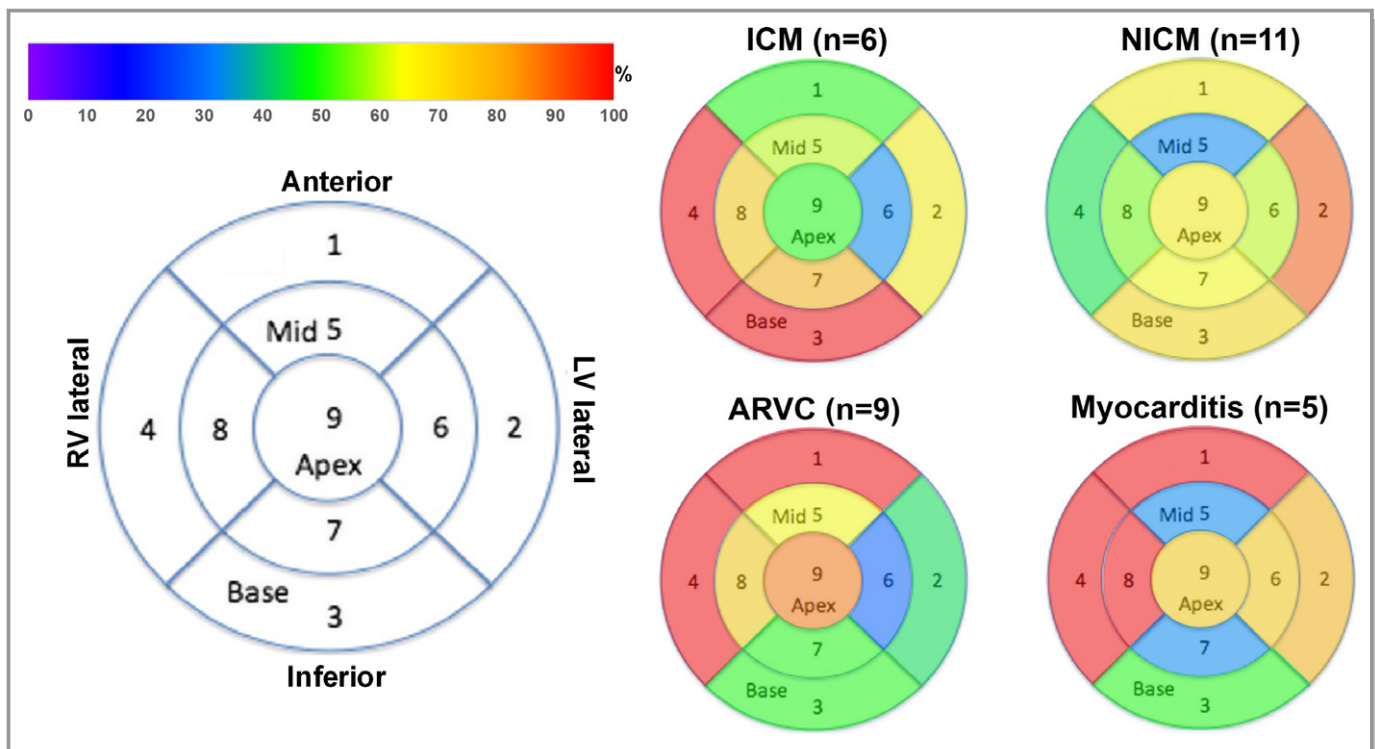 %
0 10 20 30 40 50 60 70 80 90 100
Anterior
1
Mid 5
RV lateral
4 8 9 6 2
Apex
LV lateral
7
Base
3
Inferior
ICM (n=6)
1
Mid 5
4 8 9 6 2
Apex
7
Base
3
NICM (n=11)
1
Mid 5
4 8 9 6 2
Apex
7
Base
3
ARVC (n=9)
1
Mid 5
4 8 9 6 2
Apex
7
Base
3
Myocarditis (n=5)
1
Mid 5
4 8 9 6 2
Apex
7
Base
3